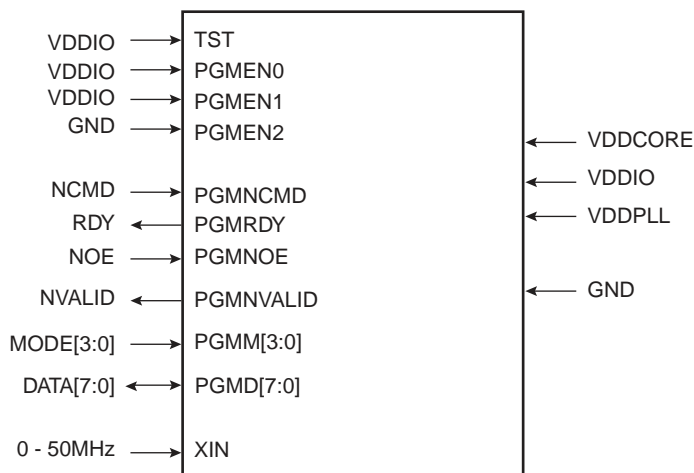 VDDIO TST
VDDIO PGMEN0
VDDIO PGMEN1
GND PGMEN2
VDDCORE
VDDIO
NCMD PGMNCMD
RDY PGMRDY
VDDPLL
NOE PGMNOE
NVALID PGMNVALID
GND
MODE[3:0] PGMM[3:0]
DATA[7:0] PGMD[7:0]
0 - 50MHz XIN